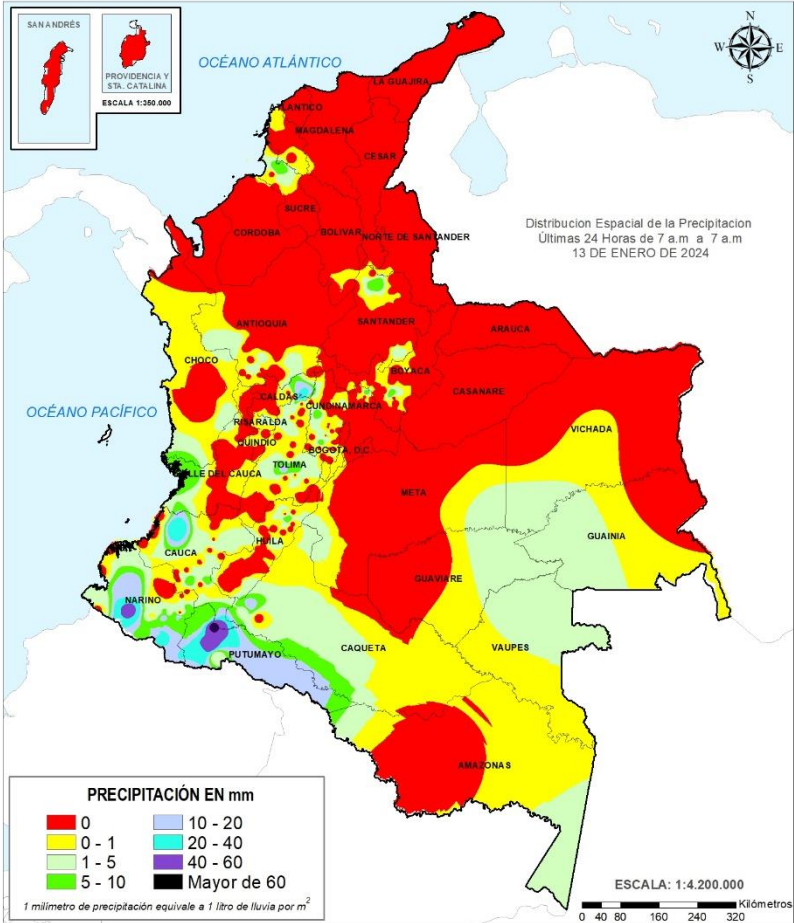 SAN ANDRÉS
PROVIDENCIA Y
STA. CATALINA
ESCALA 1:350.000
N
W
E
S
OCÉANO ATLÁNTICO
LA GUAJIRA
ATLANTICO
MAGDALENA
CESAR
SUCRE
CORDOBA
BOLIVAR
NORTE DE SANTANDER
Distribucion Espacial de la Precipitacion
Últimas 24 Horas de 7 a.m a 7 a.m
13 DE ENERO DE 2024
ANTIOQUIA
SANTANDER
ARAUCA
CHOCO
BOYACA
CASANARE
CALDAS
CUNDINAMARCA
OCÉANO PACÍFICO
RISARALDA
QUINDIO
BOGOTA, D.C.
VICHADA
TOLIMA
VALLE DEL CAUCA
META
GUAINIA
CAUCA
HUILA
GUAVIARE
NARINO
CAQUETA
VAUPES
PUTUMAYO
AMAZONAS
PRECIPITACIÓN EN mm
0
10 - 20
0 - 1
20 - 40
1 - 5
40 - 60
5 - 10
Mayor de 60
1 milímetro de precipitación equivale a 1 litro de lluvia por m²
ESCALA: 1:4.200.000
Kilómetros
0 40 80 160 240 320